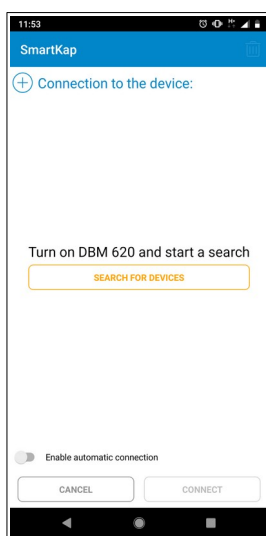 11:53
SmartKap
Connection to the device:
Turn on DBM 620 and start a search
SEARCH FOR DEVICES
Enable automatic connection
CANCEL
CONNECT